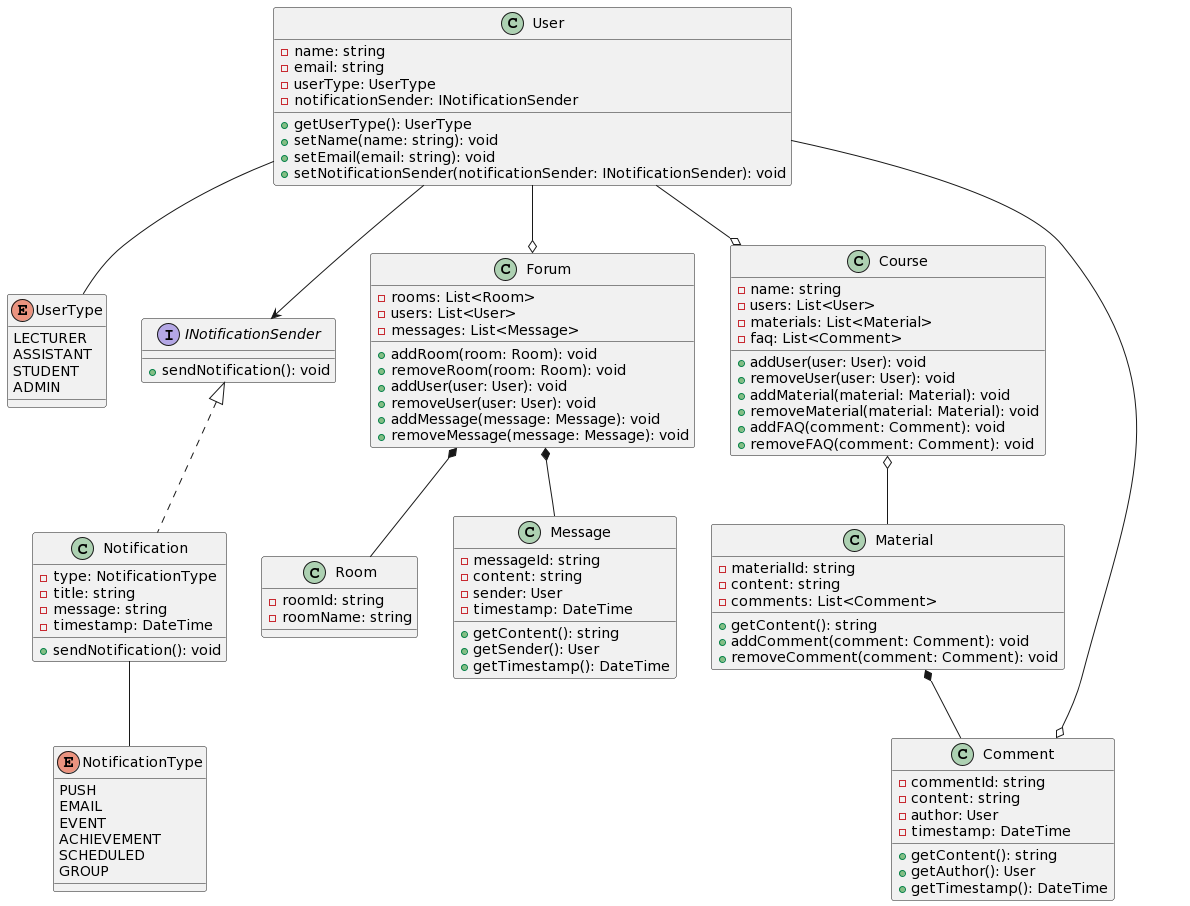 C User
name: string
email: string
userType: UserType
notificationSender: INotificationSender
getUserType(): UserType
setName(name: string): void
setEmail(email: string): void
setNotificationSender(notificationSender: INotificationSender): void
E UserType
LECTURER
ASSISTANT
STUDENT
ADMIN
I INotificationSender
sendNotification(): void
C Forum
rooms: List<Room>
users: List<User>
messages: List<Message>
addRoom(room: Room): void
removeRoom(room: Room): void
addUser(user: User): void
removeUser(user: User): void
addMessage(message: Message): void
removeMessage(message: Message): void
C Course
name: string
users: List<User>
materials: List<Material>
faq: List<Comment>
addUser(user: User): void
removeUser(user: User): void
addMaterial(material: Material): void
removeMaterial(material: Material): void
addFAQ(comment: Comment): void
removeFAQ(comment: Comment): void
C Notification
type: NotificationType
title: string
message: string
timestamp: DateTime
sendNotification(): void
C Room
roomId: string
roomName: string
C Message
messageId: string
content: string
sender: User
timestamp: DateTime
getContent(): string
getSender(): User
getTimestamp(): DateTime
C Material
materialId: string
content: string
comments: List<Comment>
getContent(): string
addComment(comment: Comment): void
removeComment(comment: Comment): void
E NotificationType
PUSH
EMAIL
EVENT
ACHIEVEMENT
SCHEDULED
GROUP
C Comment
commentId: string
content: string
author: User
timestamp: DateTime
getContent(): string
getAuthor(): User
getTimestamp(): DateTime